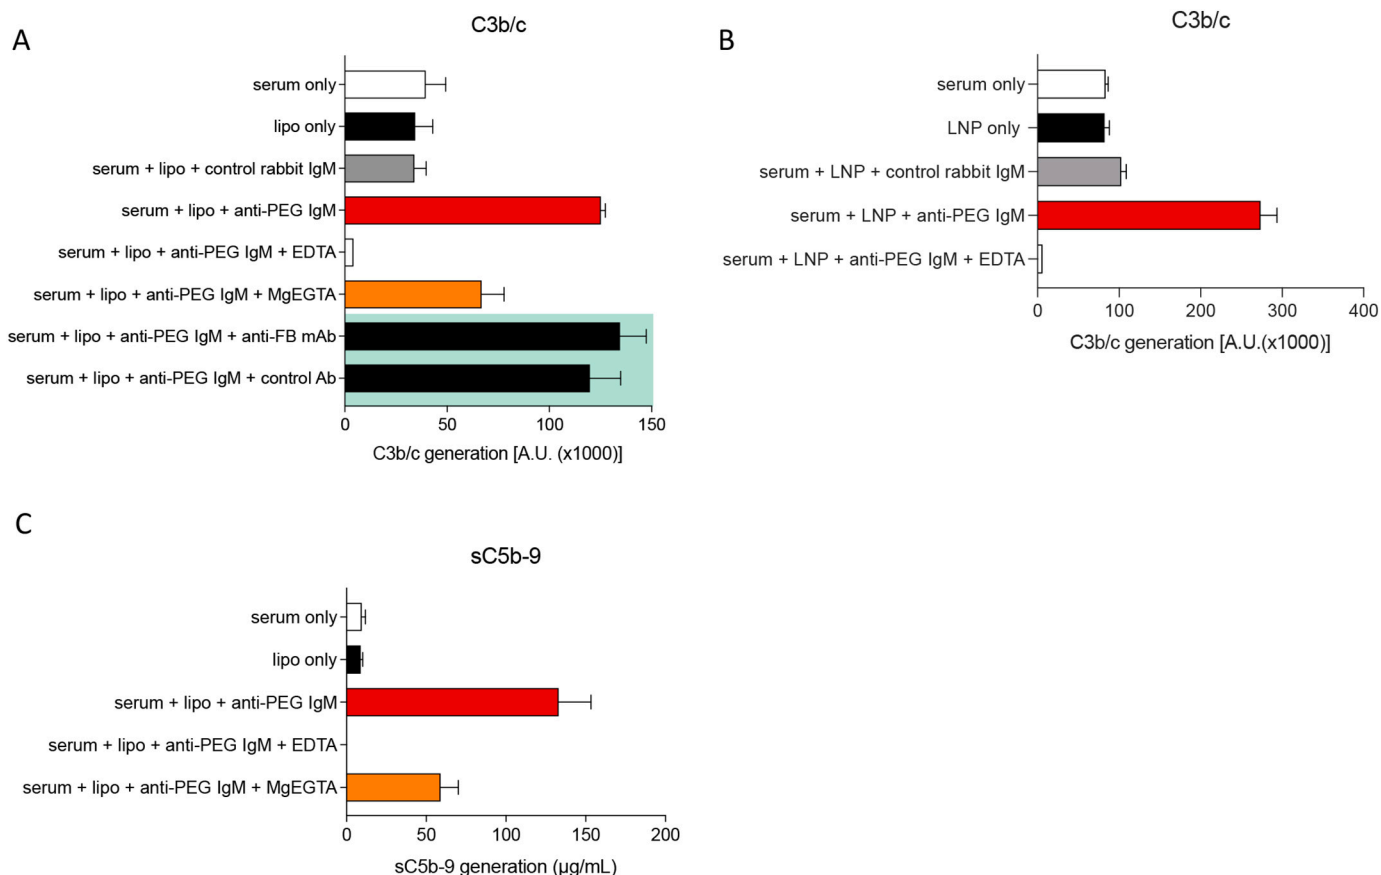 A
C3b/c
serum only
lipo only
serum + lipo + control rabbit IgM
serum + lipo + anti-PEG IgM
serum + lipo + anti-PEG IgM + EDTA
serum + lipo + anti-PEG IgM + MgEGTA
serum + lipo + anti-PEG IgM + anti-FB mAb
serum + lipo + anti-PEG IgM + control Ab
0 50 100 150
C3b/c generation [A.U. (x1000)]
B
C3b/c
serum only
LNP only
serum + LNP + control rabbit IgM
serum + LNP + anti-PEG IgM
serum + LNP + anti-PEG IgM + EDTA
0 100 200 300 400
C3b/c generation [A.U.(x1000)]
C
sC5b-9
serum only
lipo only
serum + lipo + anti-PEG IgM
serum + lipo + anti-PEG IgM + EDTA
serum + lipo + anti-PEG IgM + MgEGTA
0 50 100 150 200
sC5b-9 generation (µg/mL)